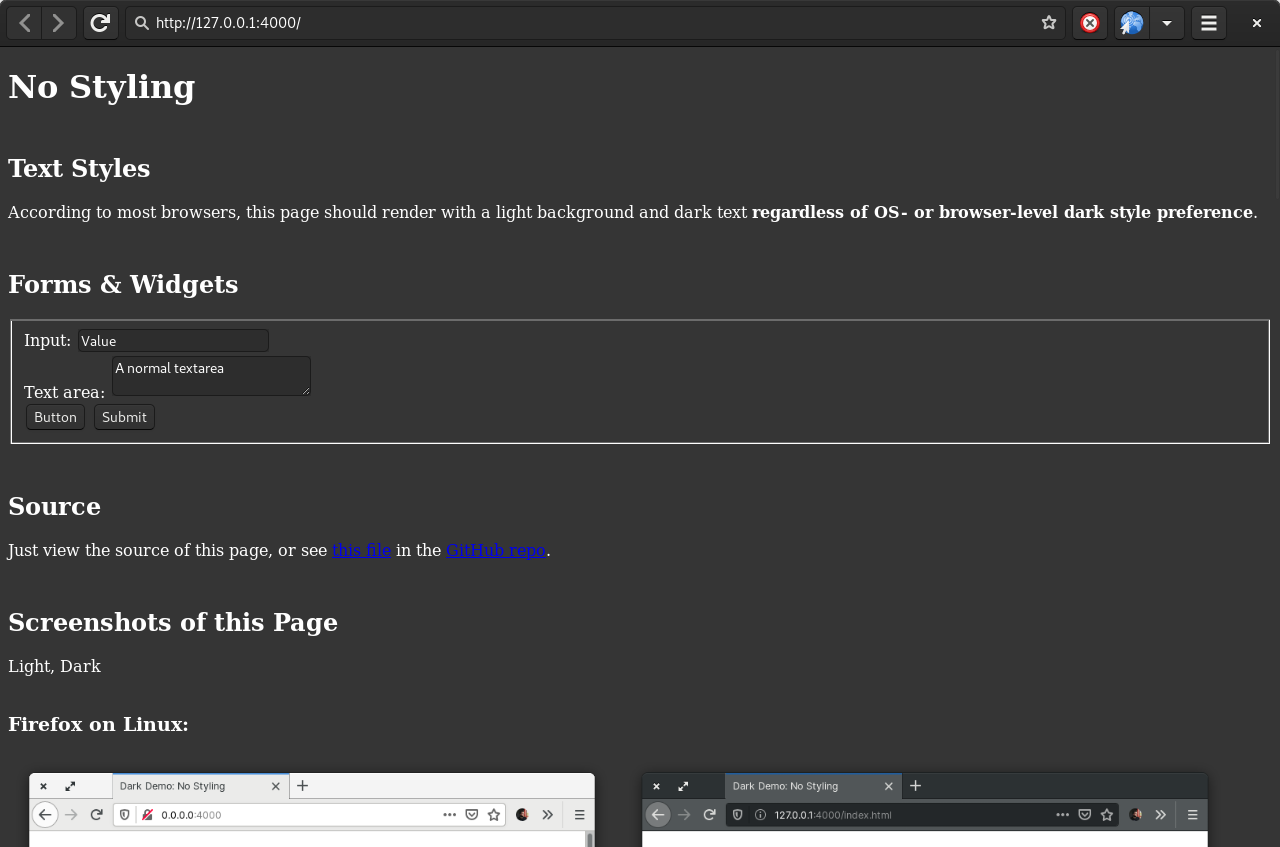 http://127.0.0.1:4000/
No Styling
Text Styles
According to most browsers, this page should render with a light background and dark text regardless of OS- or browser-level dark style preference.
Forms & Widgets
Input: Value
Text area: A normal textarea
Button Submit
Source
Just view the source of this page, or see this file in the GitHub repo.
Screenshots of this Page
Light, Dark
Firefox on Linux:
Dark Demo: No Styling
0.0.0.0:4000
Dark Demo: No Styling
127.0.0.1:4000/index.html